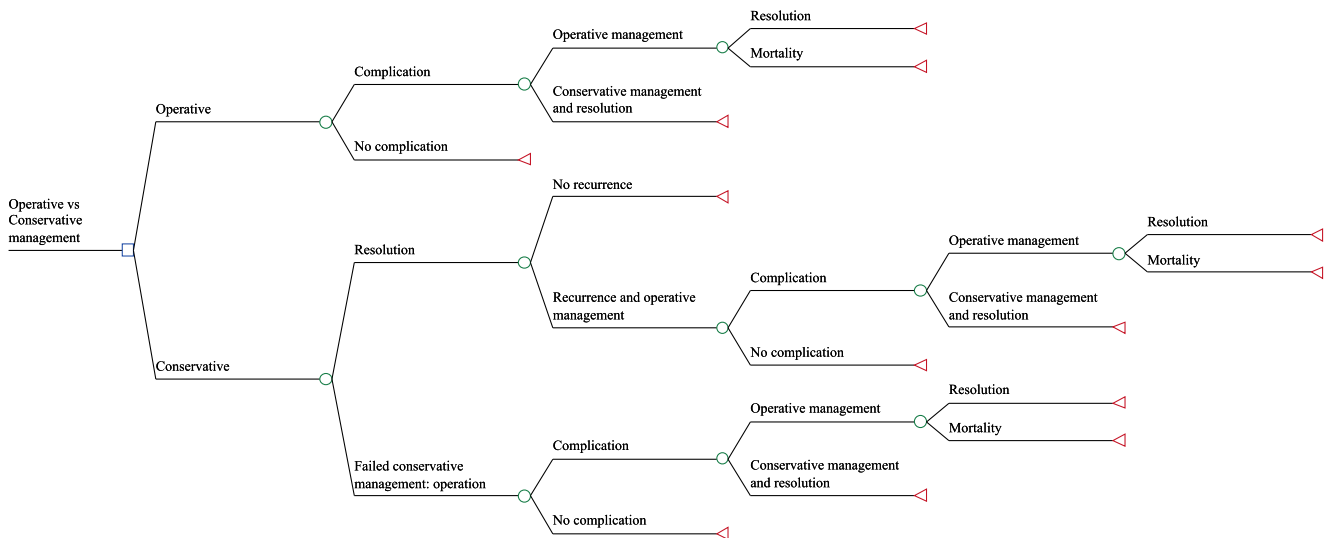 Resolution
Operative management
Mortality
Complication
Conservative management
and resolution
Operative
No complication
No recurrence
Operative vs
Conservative
management
Resolution
Resolution
Operative management
Mortality
Complication
Recurrence and operative
management
Conservative management
and resolution
No complication
Conservative
Resolution
Operative management
Mortality
Complication
Failed conservative
management: operation
Conservative management
and resolution
No complication